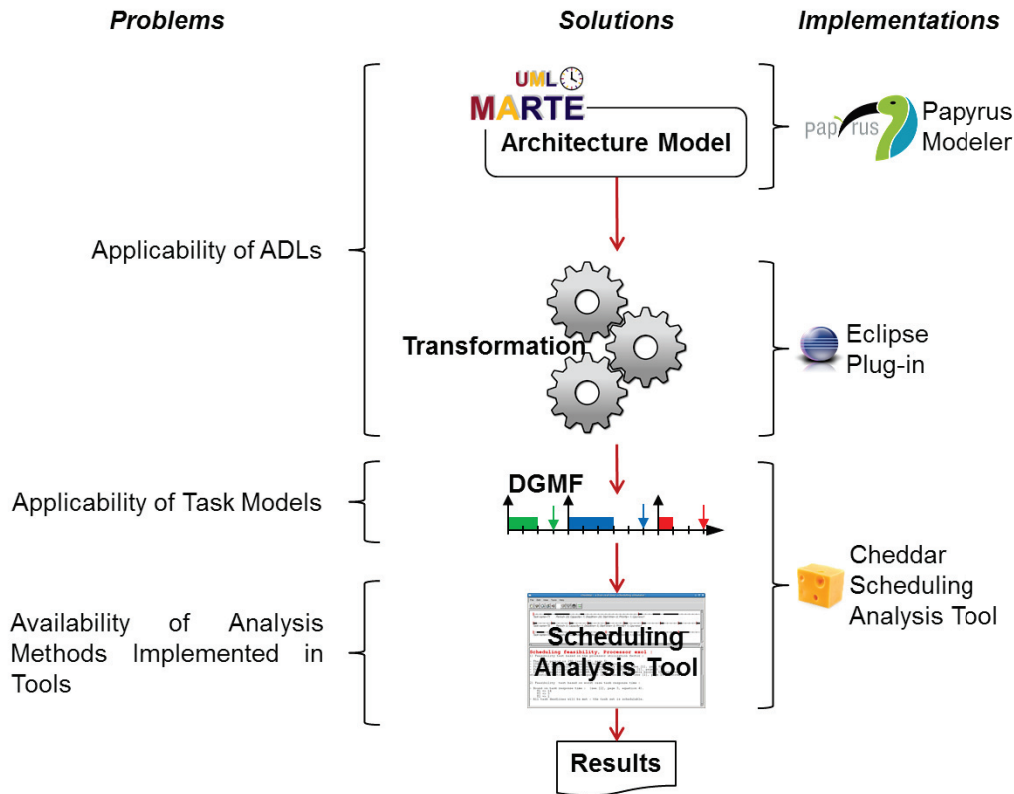 Problems
Solutions
Implementations
UML
MARTE
Architecture Model
papyrus
Papyrus
Modeler
Applicability of ADLs
Transformation
Eclipse
Plug-in
Applicability of Task Models
DGMF
Cheddar
Scheduling
Analysis Tool
Availability of Analysis
Methods Implemented in
Tools
Scheduling
Analysis Tool
Results